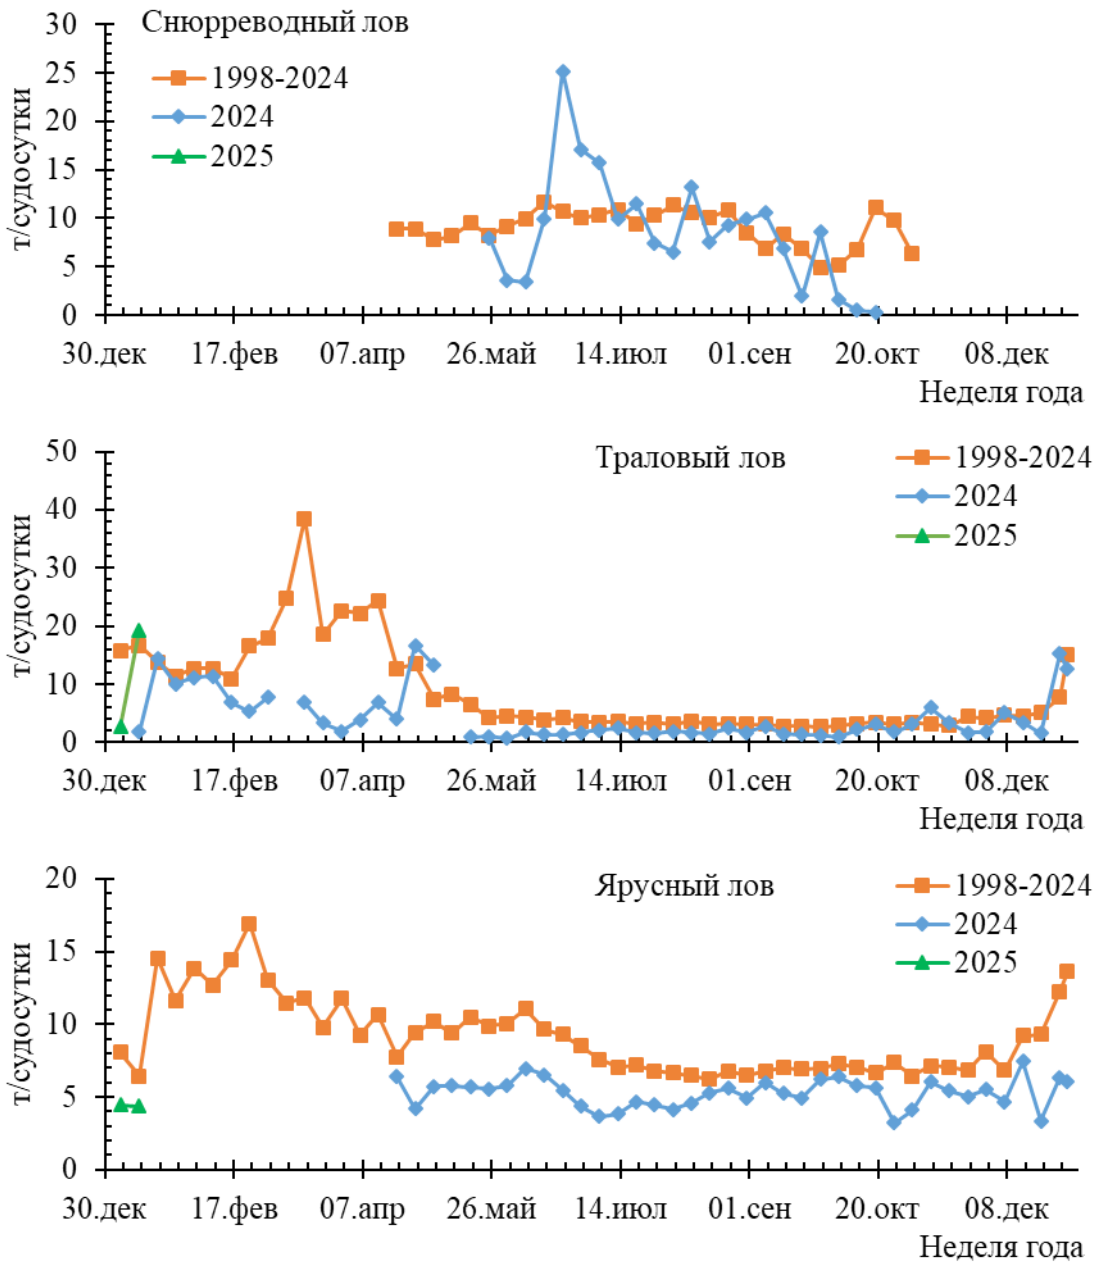 Снюрреводный лов
1998-2024
2024
2025
т/судосутки
30
25
20
15
10
5
0
30.дек 17.фев 07.апр 26.май 14.июл 01.сен 20.окт 08.дек
Неделя года
Траловый лов
1998-2024
2024
2025
т/судосутки
50
40
30
20
10
0
30.дек 17.фев 07.апр 26.май 14.июл 01.сен 20.окт 08.дек
Неделя года
Ярусный лов
1998-2024
2024
2025
т/судосутки
20
15
10
5
0
30.дек 17.фев 07.апр 26.май 14.июл 01.сен 20.окт 08.дек
Неделя года